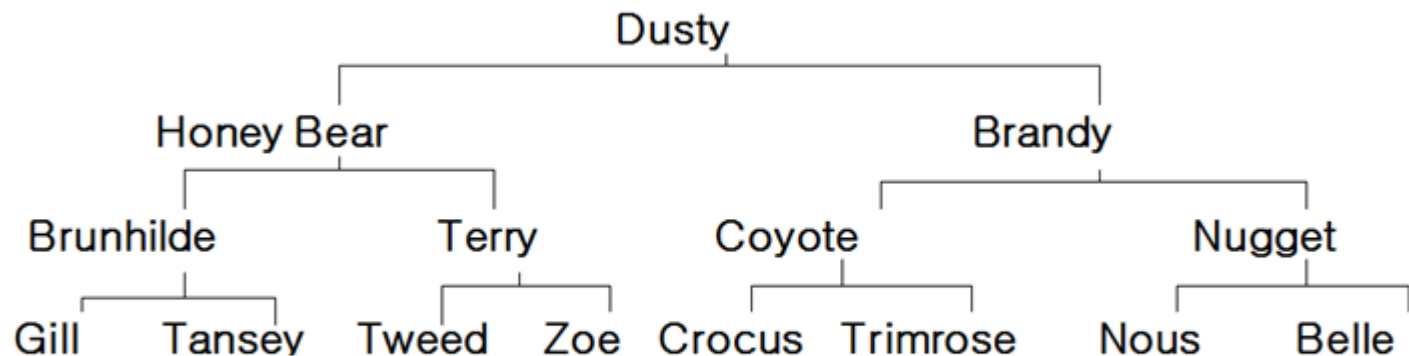 Dusty
Honey Bear Brandy
Brunhilde Terry Coyote Nugget
Gill Tansey Tweed Zoe Crocus Trimrose Nous Belle